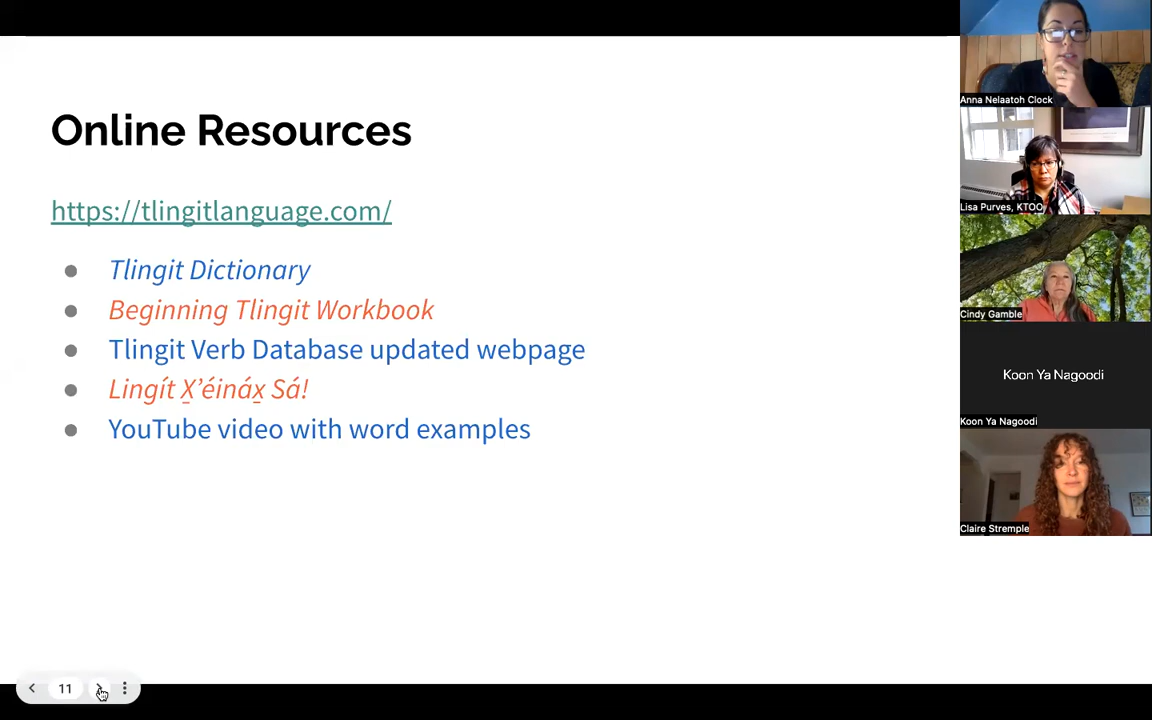 Online Resources
https://tlingitlanguage.com/
Tlingit Dictionary
Beginning Tlingit Workbook
Tlingit Verb Database updated webpage
Lingít X̱’éináx̱ Sá!
YouTube video with word examples
11
Anna Nelaatoh Clock
Lisa Purves, KTOO
Cindy Gamble
Koon Ya Nagoodi
Koon Ya Nagoodi
Claire Stremple